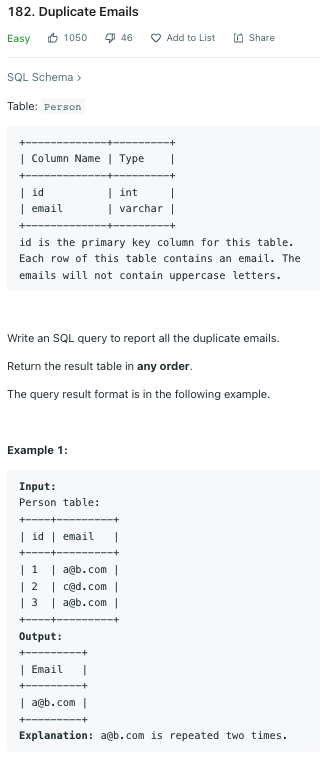 182. Duplicate Emails
Easy 1050 46 Add to List Share
SQL Schema >
Table: Person
+-------------+---------+
| Column Name | Type    |
+-------------+---------+
| id          | int     |
| email       | varchar |
+-------------+---------+
id is the primary key column for this table.
Each row of this table contains an email. The
emails will not contain uppercase letters.
Write an SQL query to report all the duplicate emails.
Return the result table in any order.
The query result format is in the following example.
Example 1:
Input:
Person table:
+----+---------+
| id | email   |
+----+---------+
| 1  | a@b.com |
| 2  | c@d.com |
| 3  | a@b.com |
+----+---------+
Output:
+---------+
| Email   |
+---------+
| a@b.com |
+---------+
Explanation: a@b.com is repeated two times.